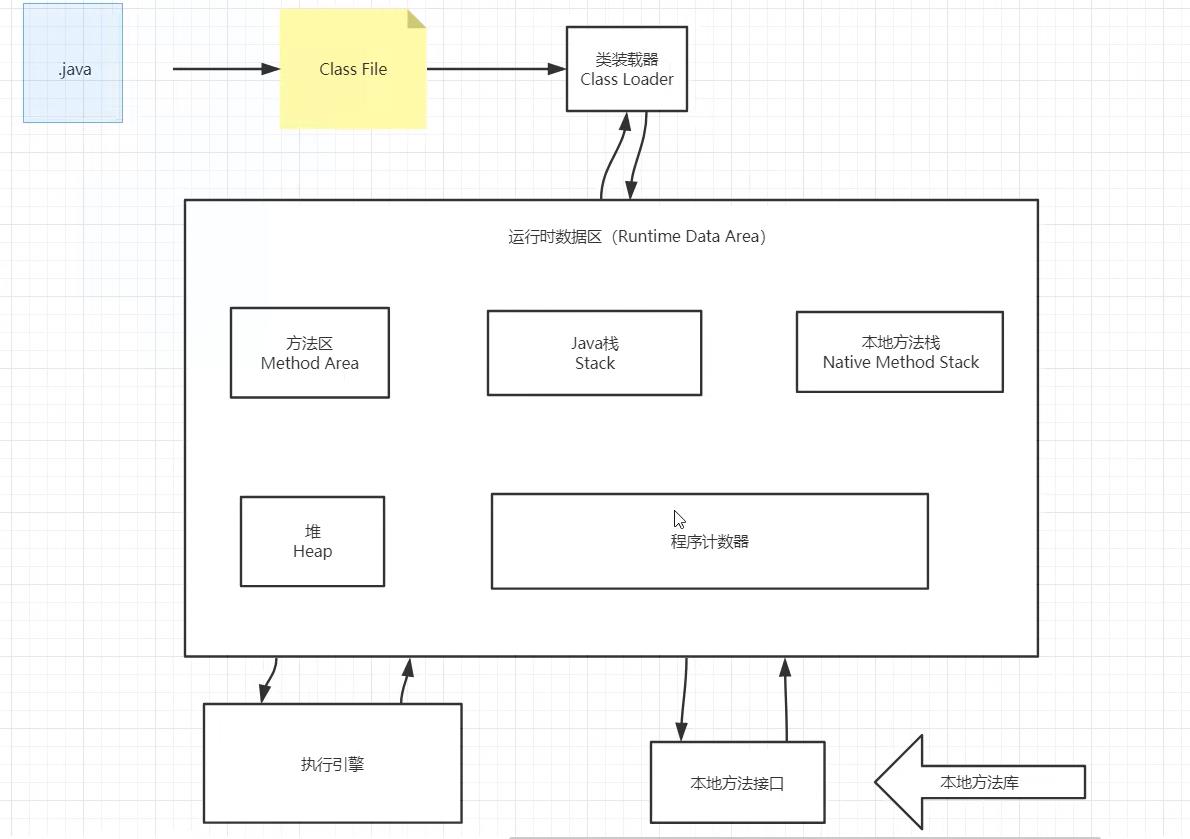 .java
Class File
类装载器
Class Loader
运行时数据区（Runtime Data Area）
方法区
Method Area
Java栈
Stack
本地方法栈
Native Method Stack
堆
Heap
程序计数器
执行引擎
本地方法接口
本地方法库